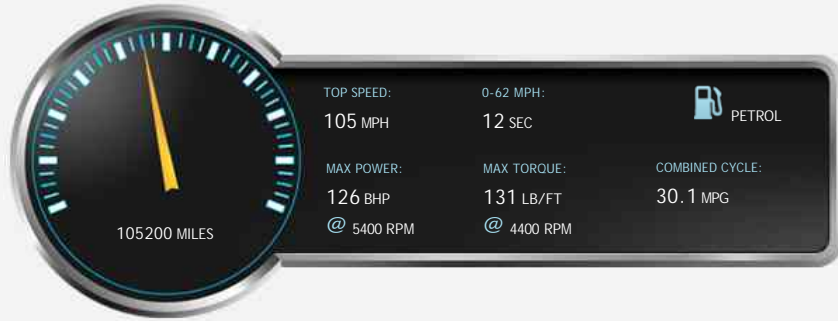 TOP SPEED:
105 MPH
0-62 MPH:
12 SEC
PETROL
MAX POWER:
126 BHP
@ 5400 RPM
MAX TORQUE:
131 LB/FT
@ 4400 RPM
COMBINED CYCLE:
30.1 MPG
105200 MILES